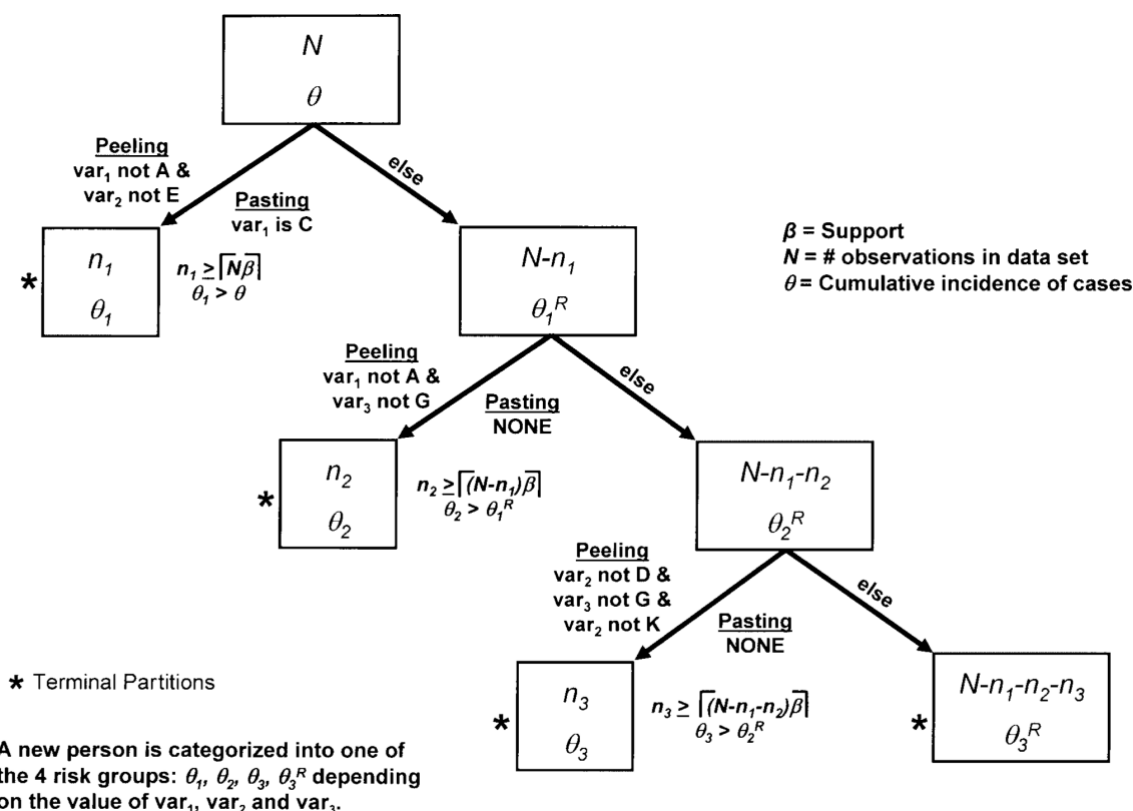 N
θ
Peeling
var₁ not A &
var₂ not E
else
Pasting
var₁ is C
n₁
θ₁
n₁ ≥ ⌈Nβ⌉
θ₁ > θ
N-n₁
θ₁ᴿ
β = Support
N = # observations in data set
θ = Cumulative incidence of cases
Peeling
var₁ not A &
var₃ not G
else
Pasting
NONE
n₂
θ₂
n₂ ≥ ⌈(N-n₁)β⌉
θ₂ > θ₁ᴿ
N-n₁-n₂
θ₂ᴿ
Peeling
var₂ not D &
var₃ not G &
var₂ not K
else
Pasting
NONE
n₃
θ₃
n₃ ≥ ⌈(N-n₁-n₂)β⌉
θ₃ > θ₂ᴿ
N-n₁-n₂-n₃
θ₃ᴿ
* Terminal Partitions
A new person is categorized into one of
the 4 risk groups: θ₁, θ₂, θ₃, θ₃ᴿ depending
on the value of var₁, var₂ and var₃.